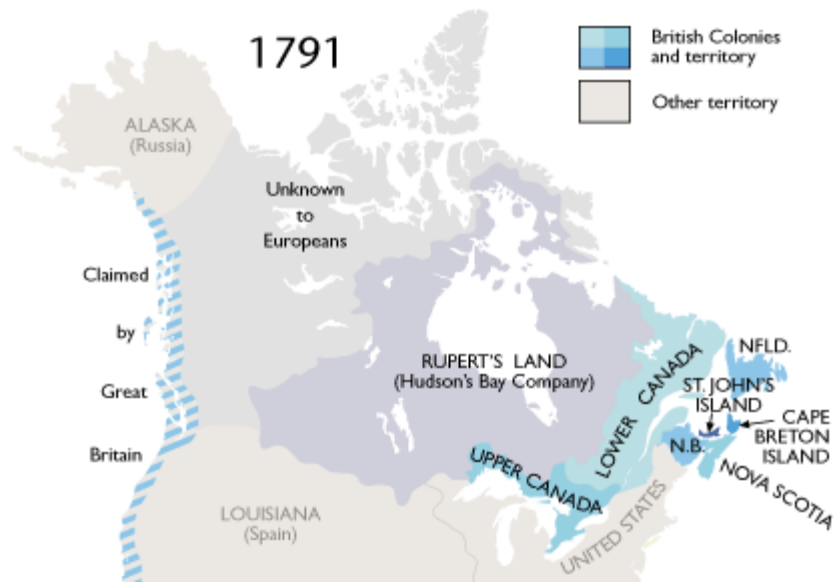 1791
British Colonies
and territory
Other territory
ALASKA
(Russia)
Unknown
to
Europeans
Claimed
by
Great
Britain
RUPERT'S LAND
(Hudson's Bay Company)
LOWER CANADA
NFLD.
ST. JOHN'S
ISLAND
CAPE
BRETON
ISLAND
N.B.
NOVA SCOTIA
UPPER CANADA
LOUISIANA
(Spain)
UNITED STATES